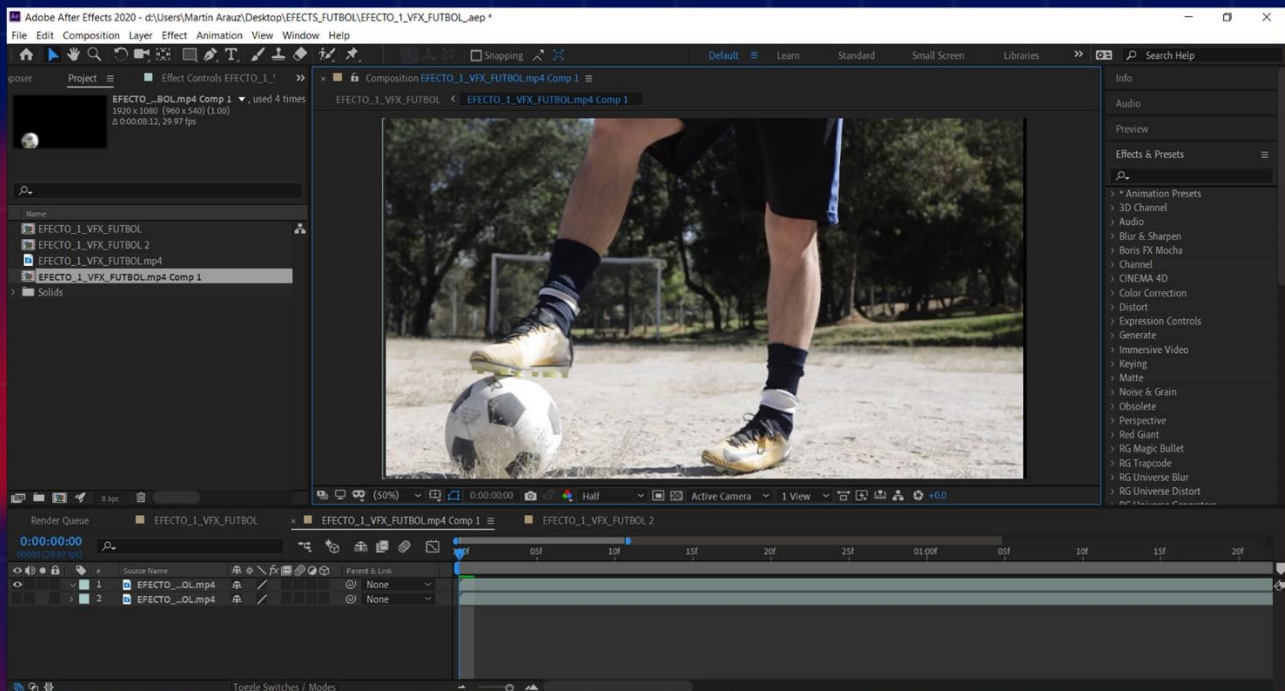 Adobe After Effects 2020 - d:\Users\Martin Arauz\Desktop\EFECTS_FUTBOL\EFECTO_1_VFX_FUTBOL_.aep *
File Edit Composition Layer Effect Animation View Window Help
Snapping
Default Learn Standard Small Screen Libraries
Search Help
Project
Effect Controls EFECTO_1_
Composition EFECTO_1_VFX_FUTBOL.mp4 Comp 1
EFECTO_1_VFX_FUTBOL
EFECTO_1_VFX_FUTBOL.mp4 Comp 1
EFECTO_...BOL.mp4 Comp 1 , used 4 times
1920 x 1080 (960 x 540) (1.00)
Δ 0:00:08:12, 29.97 fps
Name
EFECTO_1_VFX_FUTBOL
EFECTO_1_VFX_FUTBOL 2
EFECTO_1_VFX_FUTBOL.mp4
EFECTO_1_VFX_FUTBOL.mp4 Comp 1
Solids
8 bpc
(50%) 0:00:00:00 Half Active Camera 1 View +0.0
Info
Audio
Preview
Effects & Presets
* Animation Presets
3D Channel
Audio
Blur & Sharpen
Boris FX Mocha
Channel
CINEMA 4D
Color Correction
Distort
Expression Controls
Generate
Immersive Video
Keying
Matte
Noise & Grain
Obsolete
Perspective
Red Giant
RG Magic Bullet
RG Trapcode
RG Universe Blur
RG Universe Distort
RG Universe Generators
Render Queue
EFECTO_1_VFX_FUTBOL
EFECTO_1_VFX_FUTBOL.mp4 Comp 1
EFECTO_1_VFX_FUTBOL 2
0:00:00:00
00000 (29.97 fps)
05f 10f 15f 20f 25f 01:00f 05f 10f 15f 20f
# Source Name Parent & Link
1 EFECTO_...OL.mp4 None
2 EFECTO_...OL.mp4 None
Toggle Switches / Modes